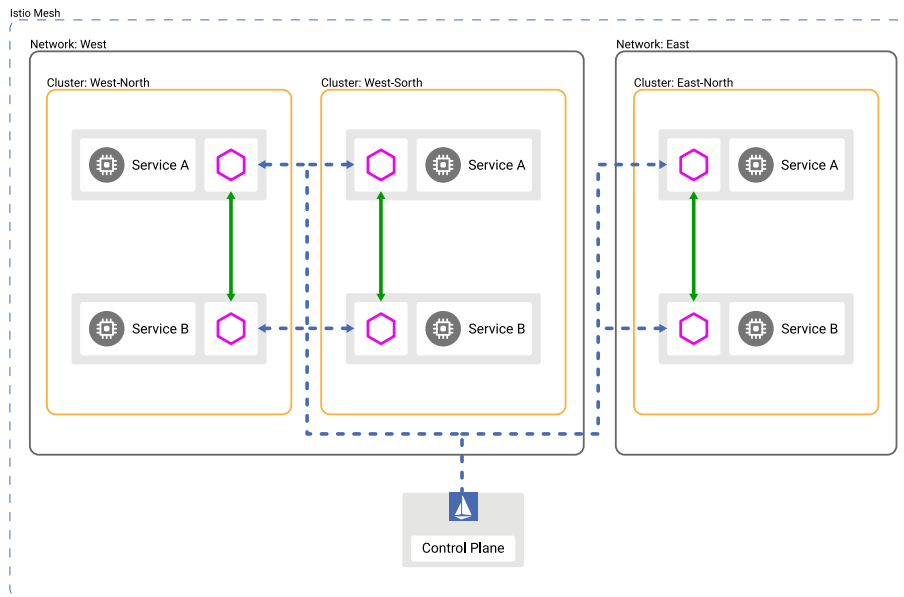 Istio Mesh
Network: West
Network: East
Cluster: West-North
Cluster: West-Sorth
Cluster: East-North
Service A
Service A
Service A
Service B
Service B
Service B
Control Plane